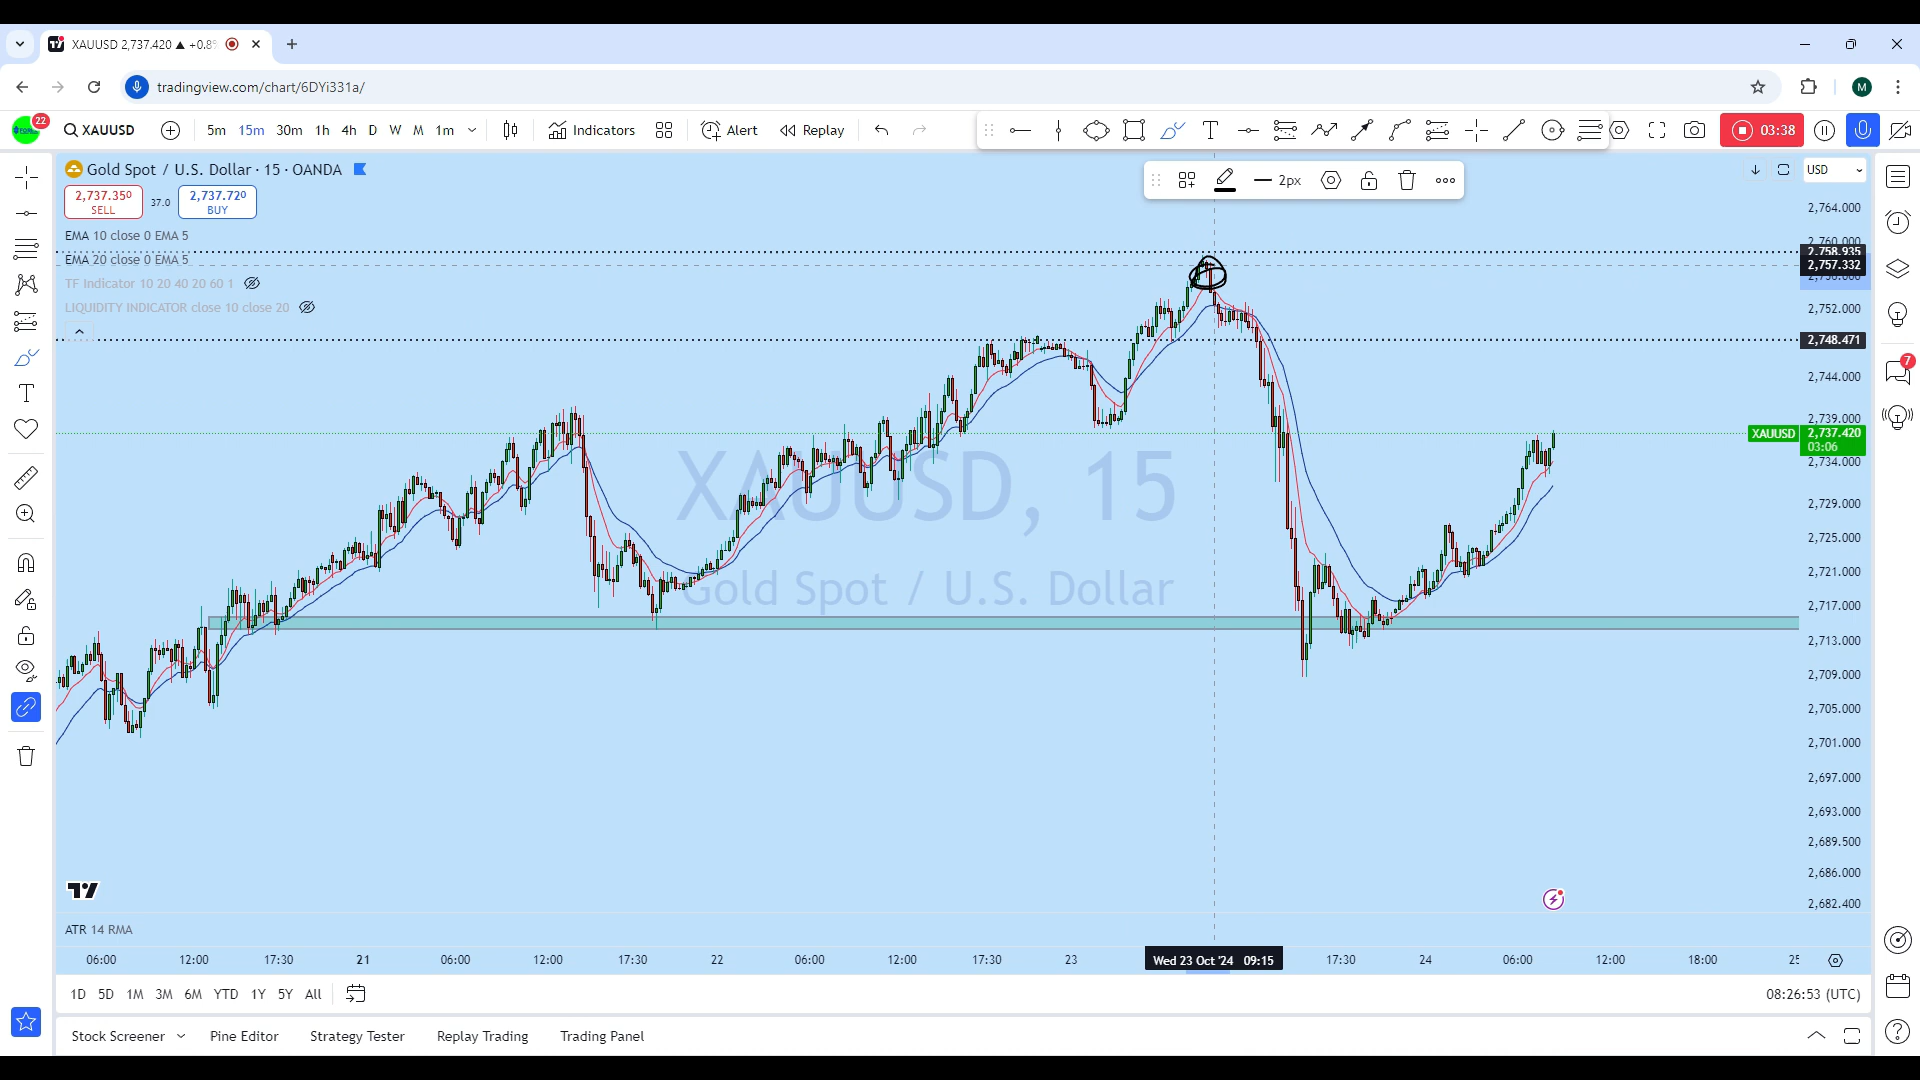 XAUUSD 2,737.420 ▲ +0.8
tradingview.com/chart/6DYi331a/
M
22
XAUUSD
5m 15m 30m 1h 4h D W M 1m
Indicators
Alert
Replay
03:38
Gold Spot / U.S. Dollar · 15 · OANDA
2,737.350
SELL
37.0
2,737.720
BUY
2px
USD
EMA 10 close 0 EMA 5
EMA 20 close 0 EMA 5
TF Indicator 10 20 40 20 60 1
LIQUIDITY INDICATOR close 10 close 20
XAUUSD, 15
Gold Spot / U.S. Dollar
2,764.000
2,760.000
2,758.935
2,757.332
2,752.000
2,748.471
2,744.000
2,739.000
XAUUSD 2,737.420
03:06
2,734.000
2,729.000
2,725.000
2,721.000
2,717.000
2,713.000
2,709.000
2,705.000
2,701.000
2,697.000
2,693.000
2,689.500
2,686.000
2,682.400
7
ATR 14 RMA
06:00 12:00 17:30 21 06:00 12:00 17:30 22 06:00 12:00 17:30 23 Wed 23 Oct '24 09:15 17:30 24 06:00 12:00 18:00
1D 5D 1M 3M 6M YTD 1Y 5Y All
08:26:53 (UTC)
Stock Screener Pine Editor Strategy Tester Replay Trading Trading Panel